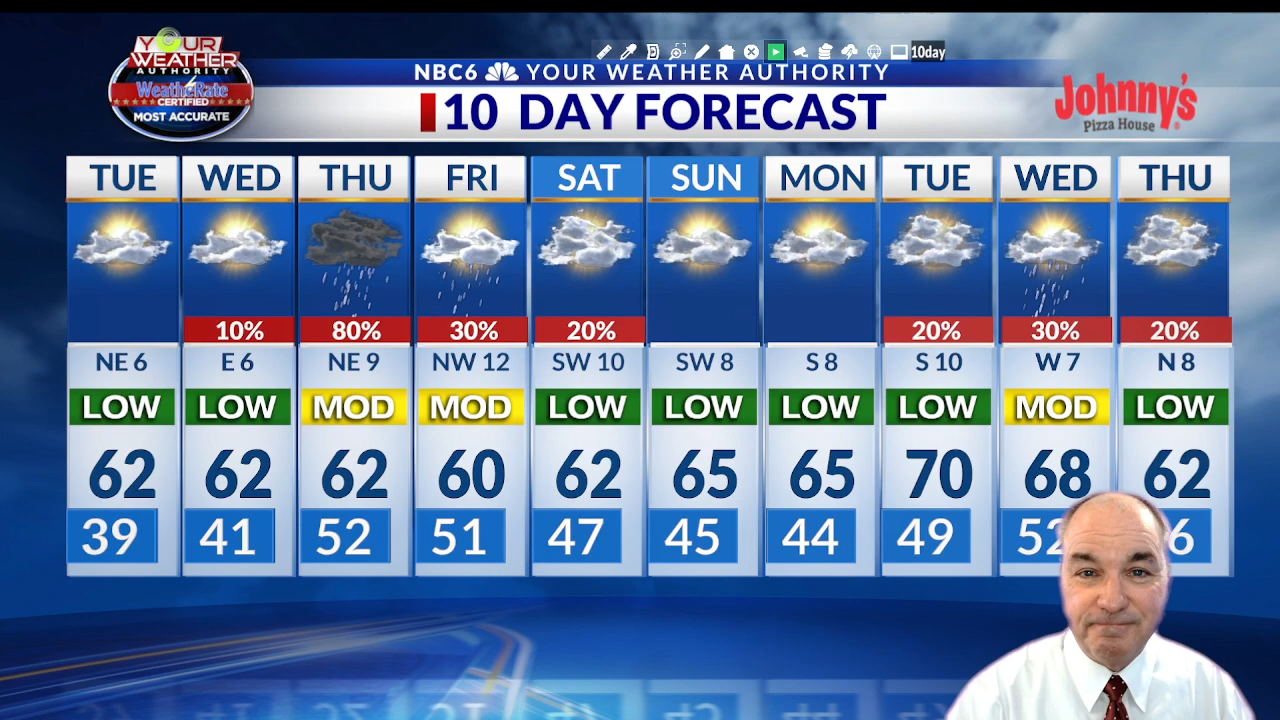 YOUR
WEATHER
AUTHORITY
WeatheRate
CERTIFIED
MOST ACCURATE
10day
NBC6 YOUR WEATHER AUTHORITY
10 DAY FORECAST
Johnny's
Pizza House
TUE WED THU FRI SAT SUN MON TUE WED THU
10% 80% 30% 20% 20% 30% 20%
NE 6 E 6 NE 9 NW 12 SW 10 SW 8 S 8 S 10 W 7 N 8
LOW LOW MOD MOD LOW LOW LOW LOW MOD LOW
62 62 62 60 62 65 65 70 68 62
39 41 52 51 47 45 44 49